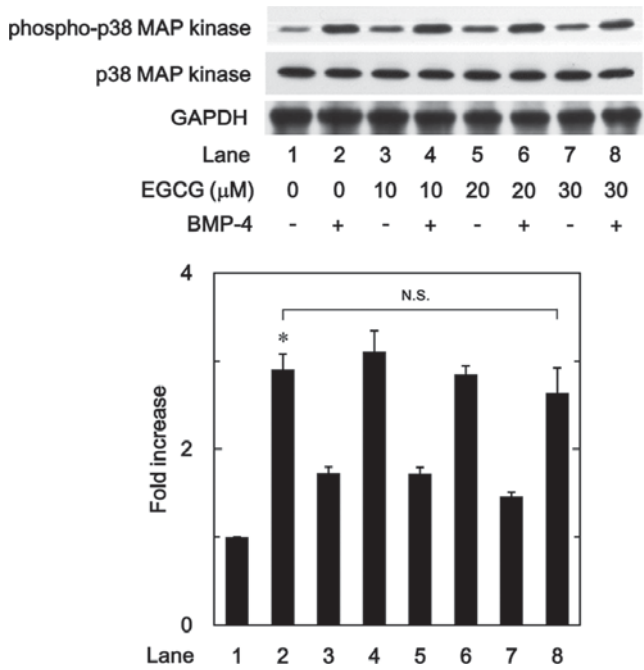 phospho-p38 MAP kinase
p38 MAP kinase
GAPDH
Lane 1 2 3 4 5 6 7 8
EGCG (μM) 0 0 10 10 20 20 30 30
BMP-4 - + - + - + - +
4
N.S.
*
Fold increase
2
0
Lane 1 2 3 4 5 6 7 8